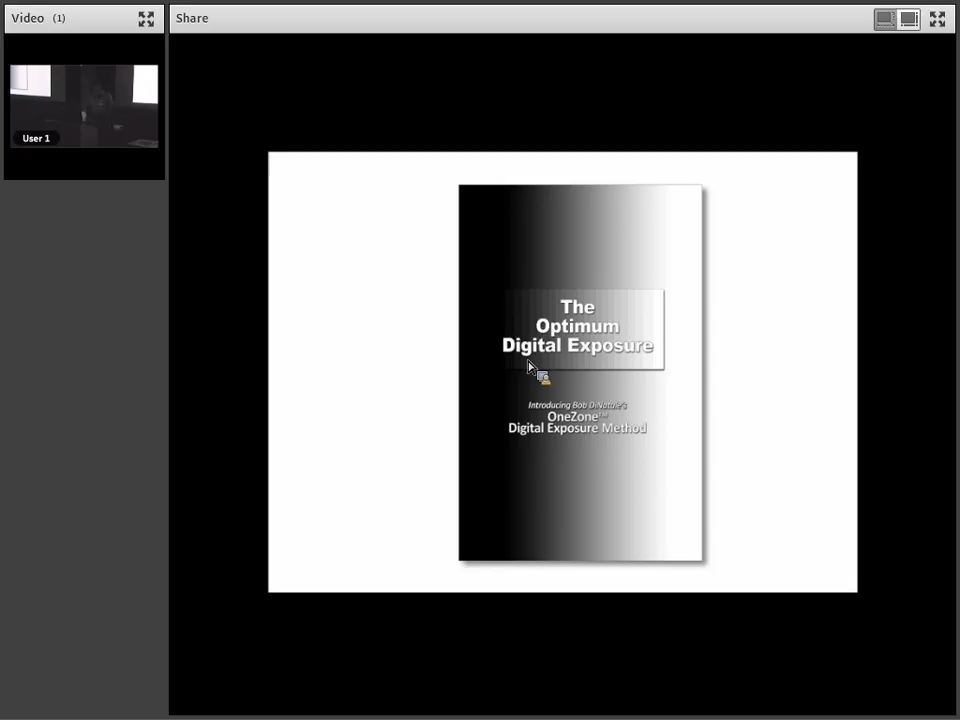 Video (1)
Share
User 1
The
Optimum
Digital Exposure
Introducing Bob DiNatale's
OneZone™
Digital Exposure Method